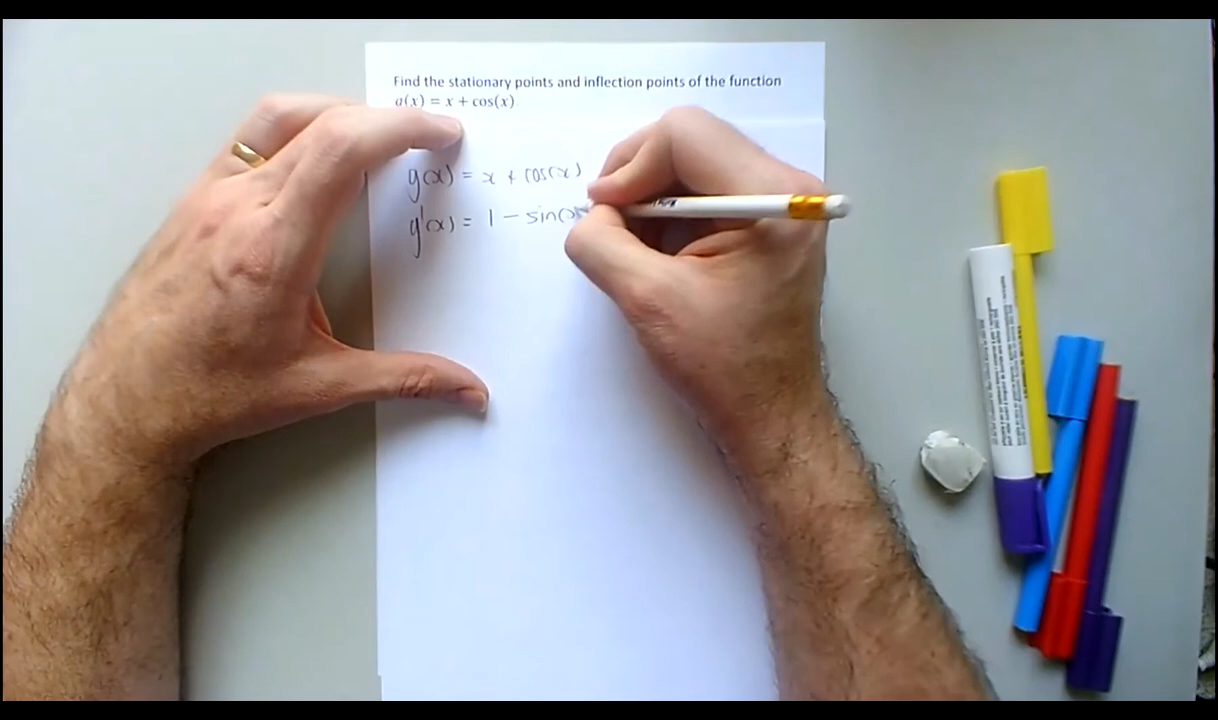 Find the stationary points and inflection points of the function
g(x) = x + cos(x)
g(x) = x + cos(x)
g'(x) = 1 - sin(x